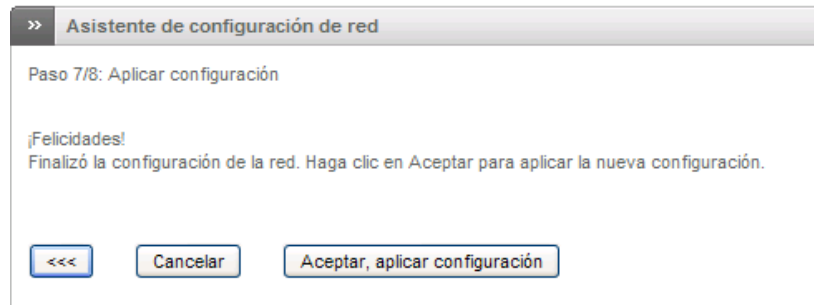 »
Asistente de configuración de red
Paso 7/8: Aplicar configuración
¡Felicidades!
Finalizó la configuración de la red. Haga clic en Aceptar para aplicar la nueva configuración.
<<< Cancelar Aceptar, aplicar configuración